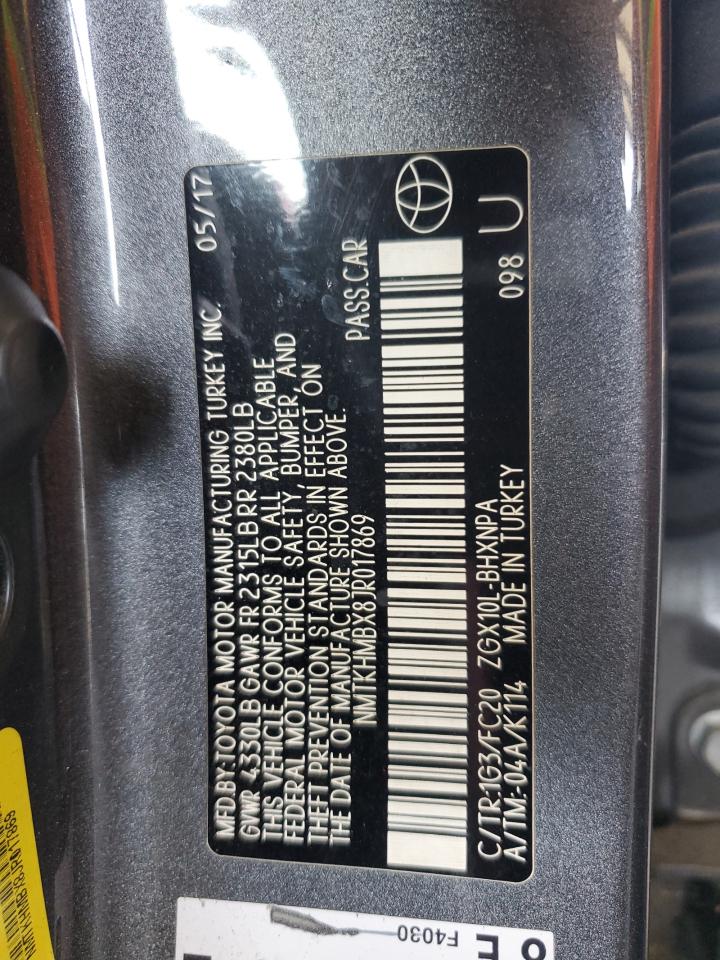 MFD.BY:TOYOTA MOTOR MANUFACTURING TURKEY INC. 05/17
GVWR 4330LB GAWR FR 2315LB RR 2380LB
THIS VEHICLE CONFORMS TO ALL APPLICABLE
FEDERAL MOTOR VEHICLE SAFETY, BUMPER, AND
THEFT PREVENTION STANDARDS IN EFFECT ON
THE DATE OF MANUFACTURE SHOWN ABOVE.
NMTKHMBX8JR017869 PASS.CAR
C/TR:1G3/FC20 ZGX10L-BHXNPA 098
A/TM:-04A/K114 MADE IN TURKEY U
NMTKHMBX8JR017869
F4030